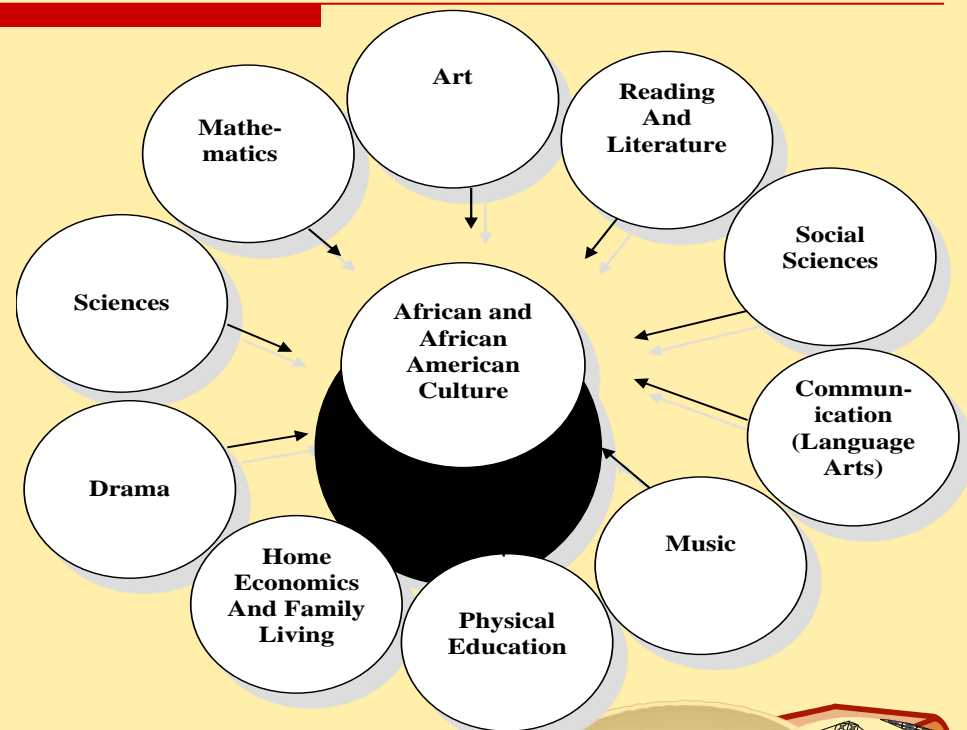 Art
Reading
And
Literature
Mathe-
matics
Social
Sciences
Sciences
African and
African
American
Culture
Commun-
ication
(Language
Arts)
Drama
Music
Home
Economics
And Family
Living
Physical
Education